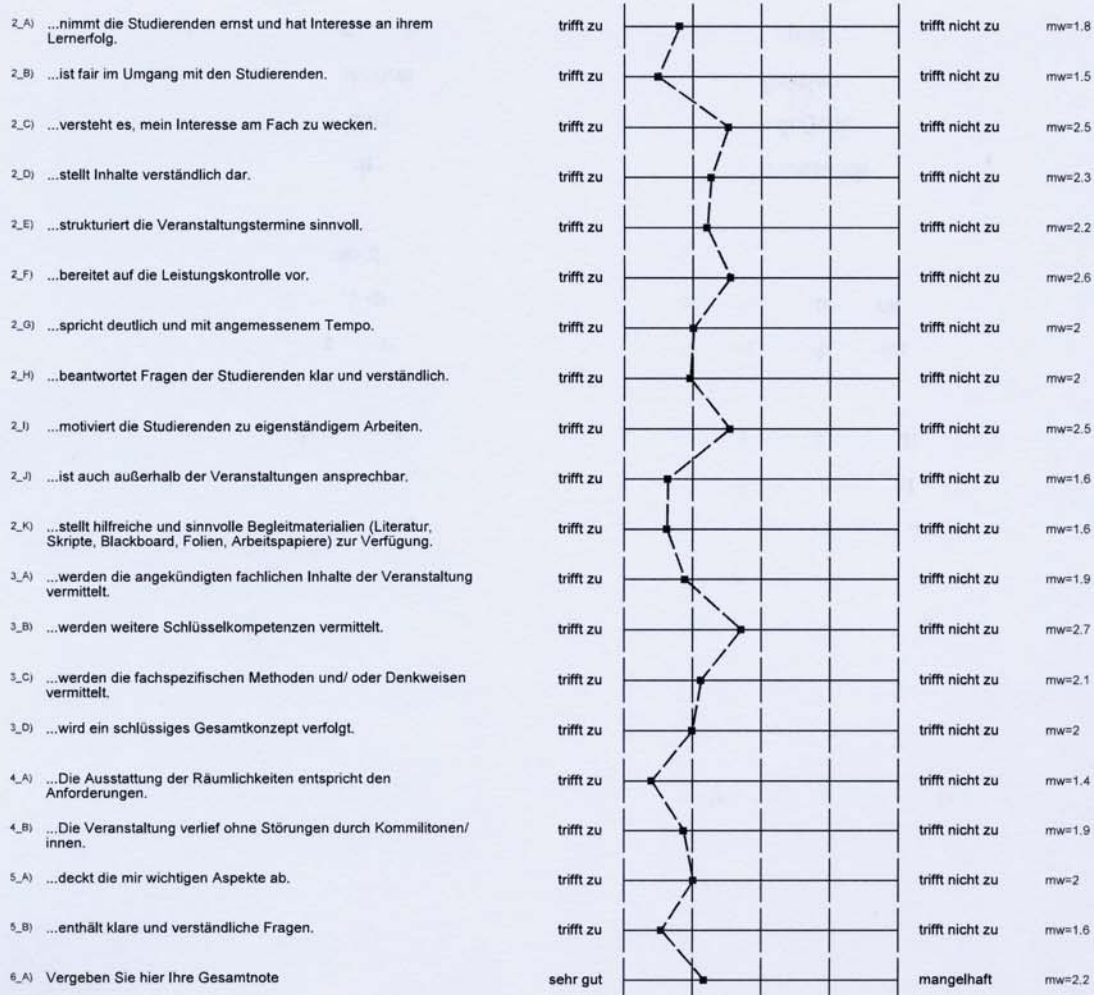 2_A) ...nimmt die Studierenden ernst und hat Interesse an ihrem
Lernerfolg. trifft zu trifft nicht zu mw=1.8
2_B) ...ist fair im Umgang mit den Studierenden. trifft zu trifft nicht zu mw=1.5
2_C) ...versteht es, mein Interesse am Fach zu wecken. trifft zu trifft nicht zu mw=2.5
2_D) ...stellt Inhalte verständlich dar. trifft zu trifft nicht zu mw=2.3
2_E) ...strukturiert die Veranstaltungstermine sinnvoll. trifft zu trifft nicht zu mw=2.2
2_F) ...bereitet auf die Leistungskontrolle vor. trifft zu trifft nicht zu mw=2.6
2_G) ...spricht deutlich und mit angemessenem Tempo. trifft zu trifft nicht zu mw=2
2_H) ...beantwortet Fragen der Studierenden klar und verständlich. trifft zu trifft nicht zu mw=2
2_I) ...motiviert die Studierenden zu eigenständigem Arbeiten. trifft zu trifft nicht zu mw=2.5
2_J) ...ist auch außerhalb der Veranstaltungen ansprechbar. trifft zu trifft nicht zu mw=1.6
2_K) ...stellt hilfreiche und sinnvolle Begleitmaterialien (Literatur,
Skripte, Blackboard, Folien, Arbeitspapiere) zur Verfügung. trifft zu trifft nicht zu mw=1.6
3_A) ...werden die angekündigten fachlichen Inhalte der Veranstaltung
vermittelt. trifft zu trifft nicht zu mw=1.9
3_B) ...werden weitere Schlüsselkompetenzen vermittelt. trifft zu trifft nicht zu mw=2.7
3_C) ...werden die fachspezifischen Methoden und/ oder Denkweisen
vermittelt. trifft zu trifft nicht zu mw=2.1
3_D) ...wird ein schlüssiges Gesamtkonzept verfolgt. trifft zu trifft nicht zu mw=2
4_A) ...Die Ausstattung der Räumlichkeiten entspricht den
Anforderungen. trifft zu trifft nicht zu mw=1.4
4_B) ...Die Veranstaltung verlief ohne Störungen durch Kommilitonen/
innen. trifft zu trifft nicht zu mw=1.9
5_A) ...deckt die mir wichtigen Aspekte ab. trifft zu trifft nicht zu mw=2
5_B) ...enthält klare und verständliche Fragen. trifft zu trifft nicht zu mw=1.6
6_A) Vergeben Sie hier Ihre Gesamtnote sehr gut mangelhaft mw=2.2